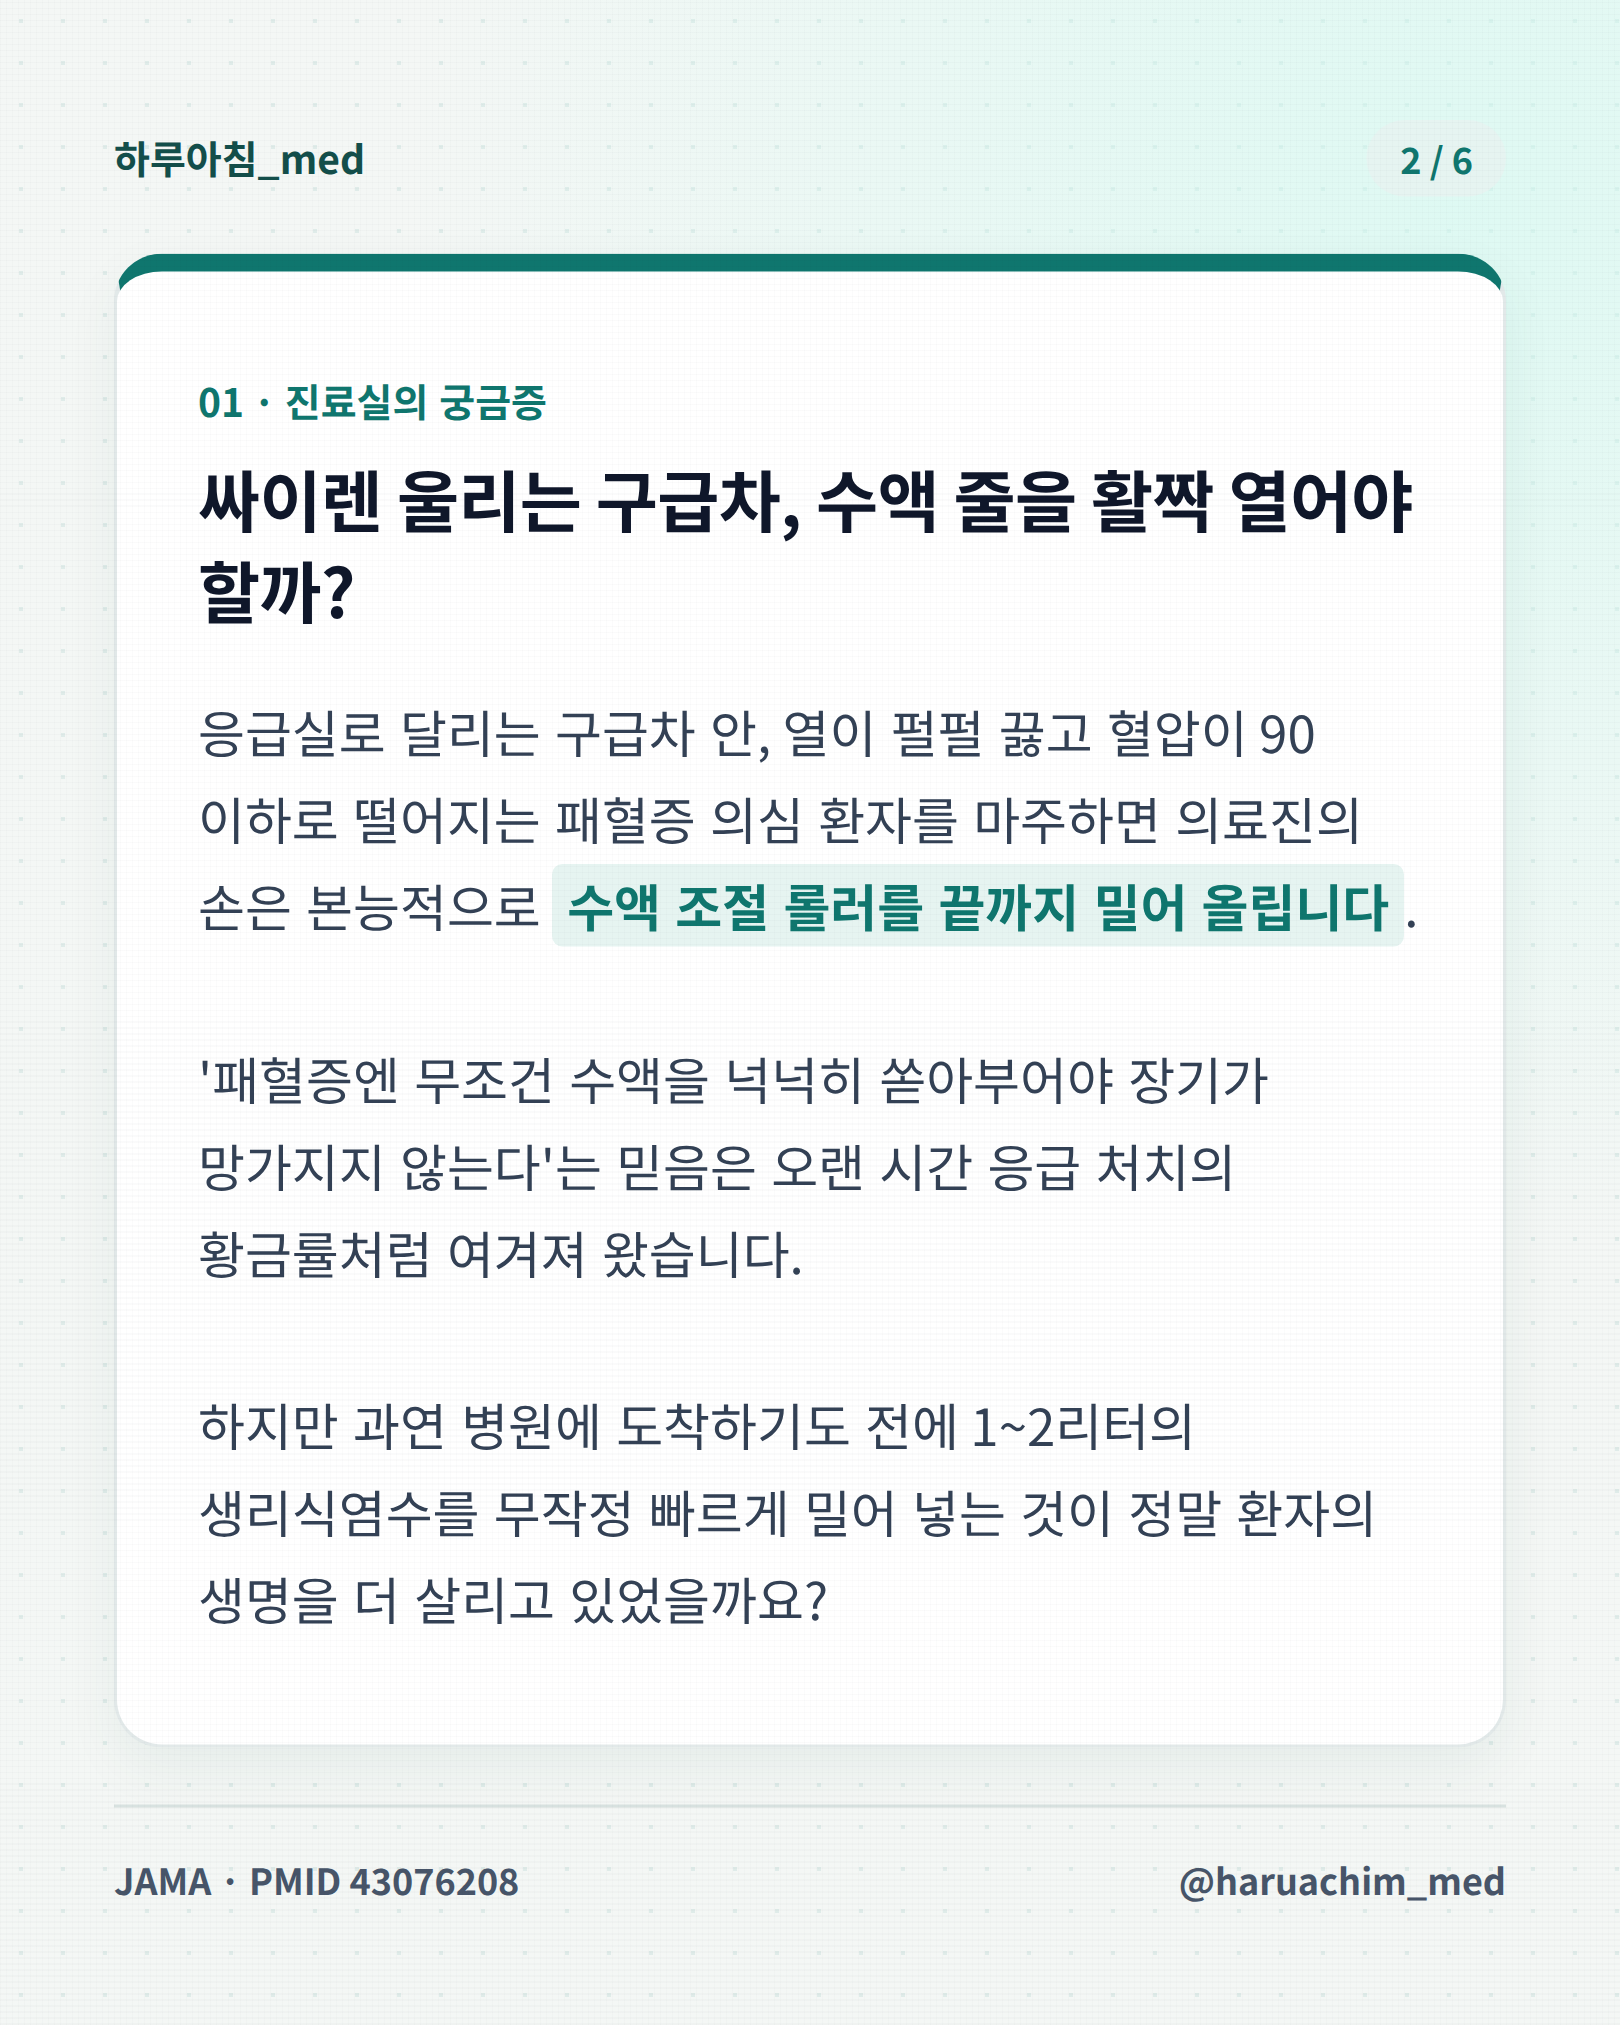 하루아침_med
2 / 6
01 · 진료실의 궁금증
싸이렌 울리는 구급차, 수액 줄을 활짝 열어야
할까?
응급실로 달리는 구급차 안, 열이 펄펄 끓고 혈압이 90
이하로 떨어지는 패혈증 의심 환자를 마주하면 의료진의
손은 본능적으로 수액 조절 롤러를 끝까지 밀어 올립니다.
'패혈증엔 무조건 수액을 넉넉히 쏟아부어야 장기가
망가지지 않는다'는 믿음은 오랜 시간 응급 처치의
황금률처럼 여겨져 왔습니다.
하지만 과연 병원에 도착하기도 전에 1~2리터의
생리식염수를 무작정 빠르게 밀어 넣는 것이 정말 환자의
생명을 더 살리고 있었을까요?
JAMA · PMID 43076208
@haruachim_med